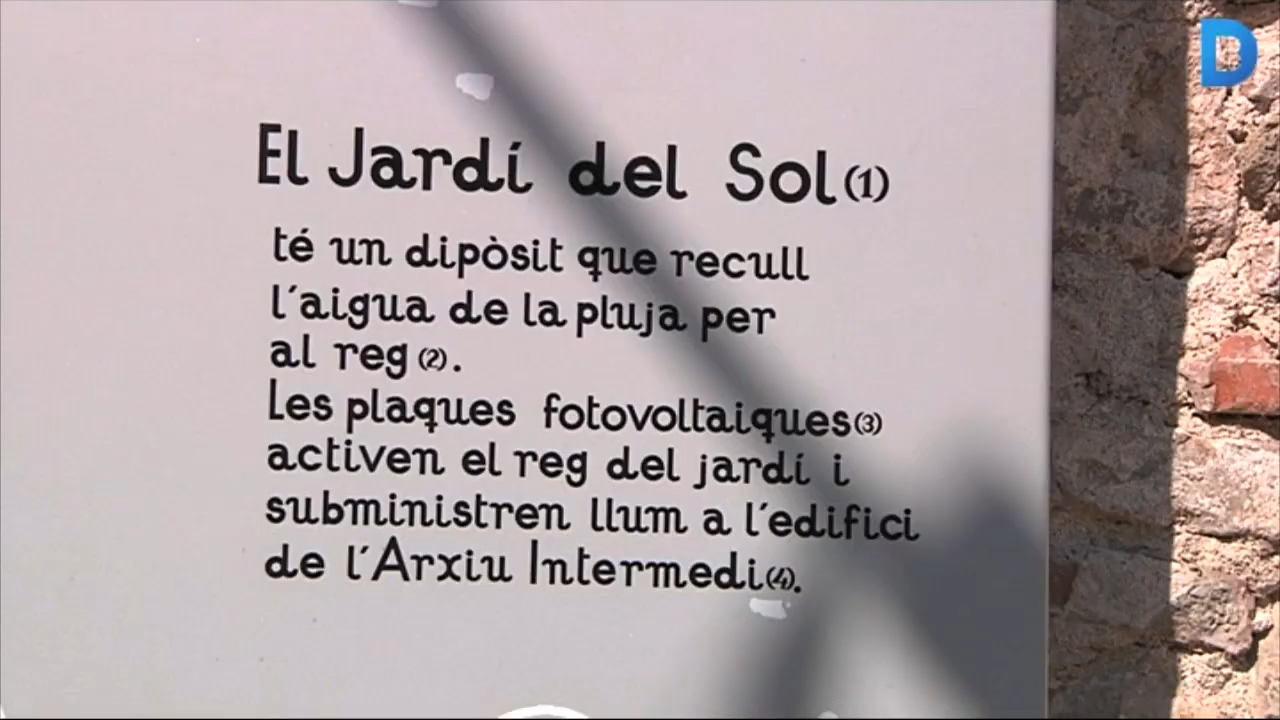 El Jardí del Sol (1)
té un dipòsit que recull
l'aigua de la pluja per
al reg (2).
Les plaques fotovoltaiques (3)
activen el reg del jardí i
subministren llum a l'edifici
de l'Arxiu Intermedi (4).
D
B